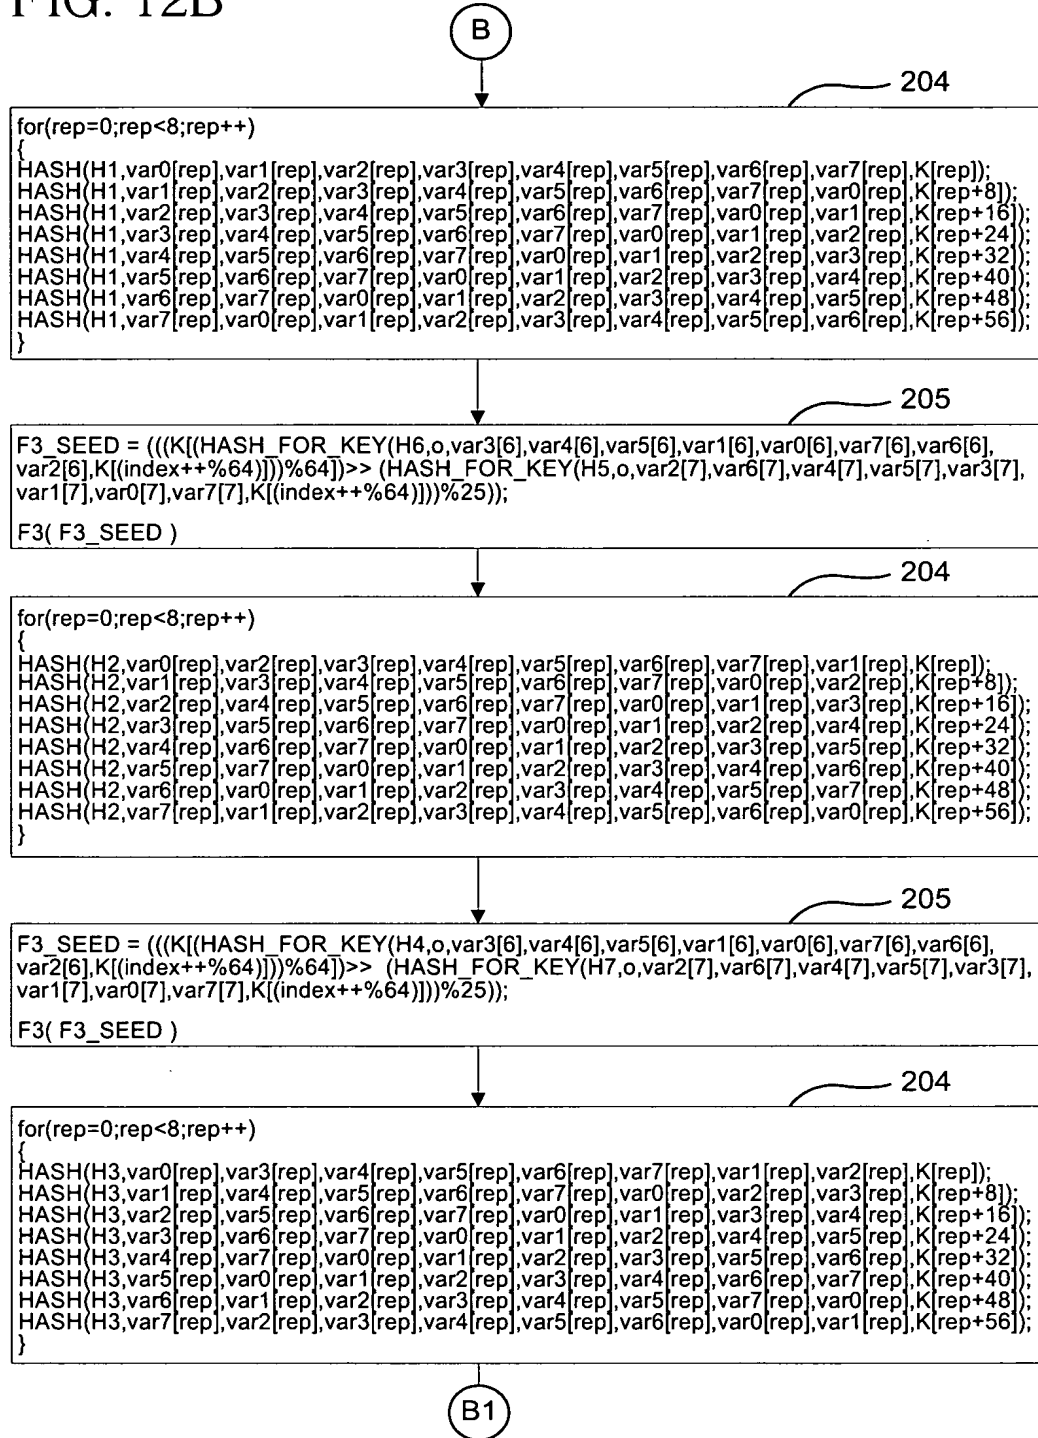 FIG. 12B
B
204
for(rep=0;rep<8;rep++)
{
HASH(H1,var0[rep],var1[rep],var2[rep],var3[rep],var4[rep],var5[rep],var6[rep],var7[rep],K[rep]);
HASH(H1,var1[rep],var2[rep],var3[rep],var4[rep],var5[rep],var6[rep],var7[rep],var0[rep],K[rep+8]);
HASH(H1,var2[rep],var3[rep],var4[rep],var5[rep],var6[rep],var7[rep],var0[rep],var1[rep],K[rep+16]);
HASH(H1,var3[rep],var4[rep],var5[rep],var6[rep],var7[rep],var0[rep],var1[rep],var2[rep],K[rep+24]);
HASH(H1,var4[rep],var5[rep],var6[rep],var7[rep],var0[rep],var1[rep],var2[rep],var3[rep],K[rep+32]);
HASH(H1,var5[rep],var6[rep],var7[rep],var0[rep],var1[rep],var2[rep],var3[rep],var4[rep],K[rep+40]);
HASH(H1,var6[rep],var7[rep],var0[rep],var1[rep],var2[rep],var3[rep],var4[rep],var5[rep],K[rep+48]);
HASH(H1,var7[rep],var0[rep],var1[rep],var2[rep],var3[rep],var4[rep],var5[rep],var6[rep],K[rep+56]);
}
205
F3_SEED = (((K[(HASH_FOR_KEY(H6,o,var3[6],var4[6],var5[6],var1[6],var0[6],var7[6],var6[6],
var2[6],K[(index++%64)]))%64])>> (HASH_FOR_KEY(H5,o,var2[7],var6[7],var4[7],var5[7],var3[7],
var1[7],var0[7],var7[7],K[(index++%64)]))%25));
F3( F3_SEED )
204
for(rep=0;rep<8;rep++)
{
HASH(H2,var0[rep],var2[rep],var3[rep],var4[rep],var5[rep],var6[rep],var7[rep],var1[rep],K[rep]);
HASH(H2,var1[rep],var3[rep],var4[rep],var5[rep],var6[rep],var7[rep],var0[rep],var2[rep],K[rep+8]);
HASH(H2,var2[rep],var4[rep],var5[rep],var6[rep],var7[rep],var0[rep],var1[rep],var3[rep],K[rep+16]);
HASH(H2,var3[rep],var5[rep],var6[rep],var7[rep],var0[rep],var1[rep],var2[rep],var4[rep],K[rep+24]);
HASH(H2,var4[rep],var6[rep],var7[rep],var0[rep],var1[rep],var2[rep],var3[rep],var5[rep],K[rep+32]);
HASH(H2,var5[rep],var7[rep],var0[rep],var1[rep],var2[rep],var3[rep],var4[rep],var6[rep],K[rep+40]);
HASH(H2,var6[rep],var0[rep],var1[rep],var2[rep],var3[rep],var4[rep],var5[rep],var7[rep],K[rep+48]);
HASH(H2,var7[rep],var1[rep],var2[rep],var3[rep],var4[rep],var5[rep],var6[rep],var0[rep],K[rep+56]);
}
205
F3_SEED = (((K[(HASH_FOR_KEY(H4,o,var3[6],var4[6],var5[6],var1[6],var0[6],var7[6],var6[6],
var2[6],K[(index++%64)]))%64])>> (HASH_FOR_KEY(H7,o,var2[7],var6[7],var4[7],var5[7],var3[7],
var1[7],var0[7],var7[7],K[(index++%64)]))%25));
F3( F3_SEED )
204
for(rep=0;rep<8;rep++)
{
HASH(H3,var0[rep],var3[rep],var4[rep],var5[rep],var6[rep],var7[rep],var1[rep],var2[rep],K[rep]);
HASH(H3,var1[rep],var4[rep],var5[rep],var6[rep],var7[rep],var0[rep],var2[rep],var3[rep],K[rep+8]);
HASH(H3,var2[rep],var5[rep],var6[rep],var7[rep],var0[rep],var1[rep],var3[rep],var4[rep],K[rep+16]);
HASH(H3,var3[rep],var6[rep],var7[rep],var0[rep],var1[rep],var2[rep],var4[rep],var5[rep],K[rep+24]);
HASH(H3,var4[rep],var7[rep],var0[rep],var1[rep],var2[rep],var3[rep],var5[rep],var6[rep],K[rep+32]);
HASH(H3,var5[rep],var0[rep],var1[rep],var2[rep],var3[rep],var4[rep],var6[rep],var7[rep],K[rep+40]);
HASH(H3,var6[rep],var1[rep],var2[rep],var3[rep],var4[rep],var5[rep],var7[rep],var0[rep],K[rep+48]);
HASH(H3,var7[rep],var2[rep],var3[rep],var4[rep],var5[rep],var6[rep],var0[rep],var1[rep],K[rep+56]);
}
B1